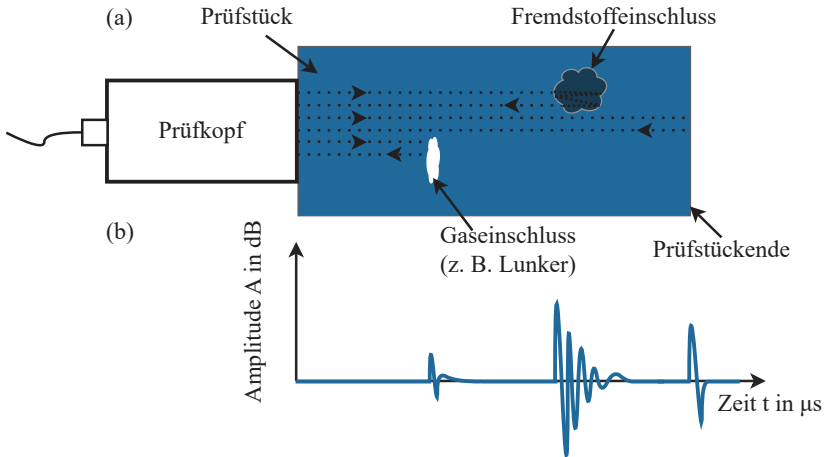 (a)
Prüfstück
Fremdstoffeinschluss
Prüfkopf
(b)
Gaseinschluss
(z. B. Lunker)
Prüfstückende
Amplitude A in dB
Zeit t in µs